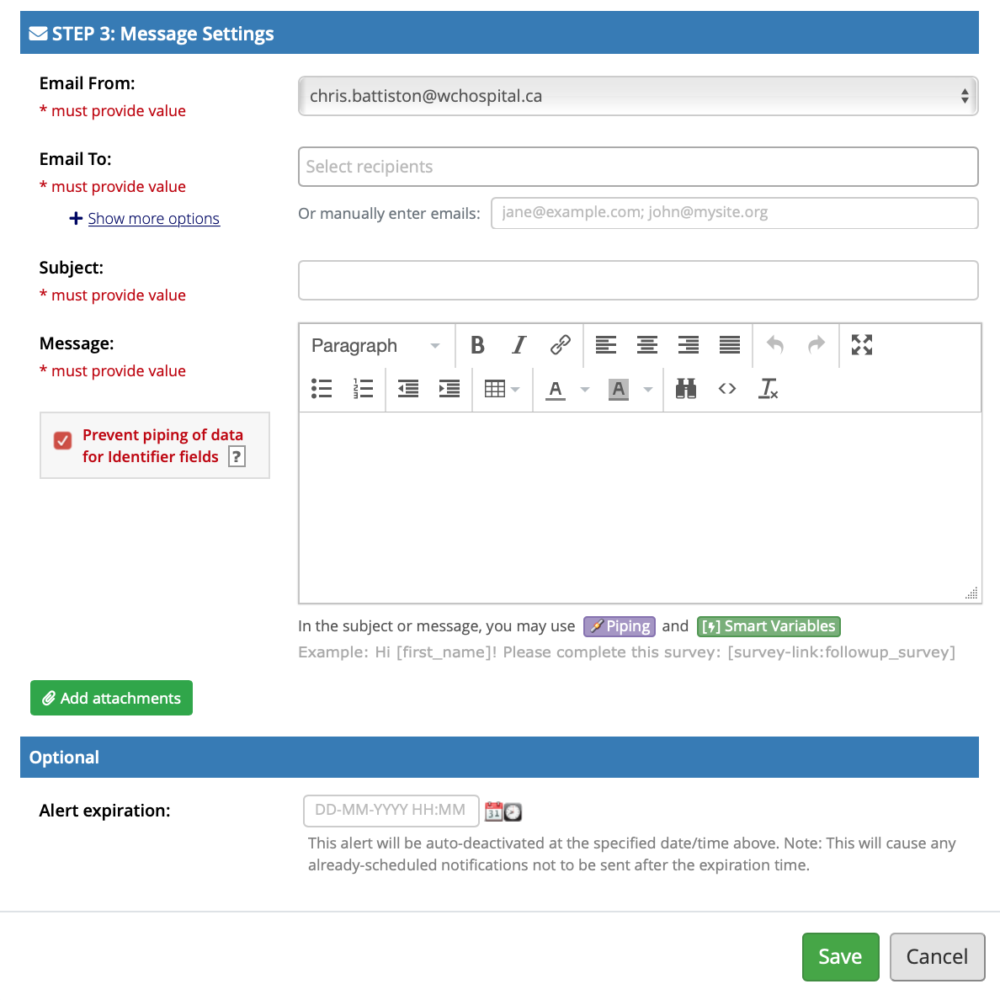 STEP 3: Message Settings
Email From:
* must provide value
chris.battiston@wchospital.ca
Email To:
* must provide value
+ Show more options
Select recipients
Or manually enter emails:
jane@example.com; john@mysite.org
Subject:
* must provide value
Message:
* must provide value
Prevent piping of data
for Identifier fields ?
Paragraph B I
A A <> Tx
In the subject or message, you may use Piping and [] Smart Variables
Example: Hi [first_name]! Please complete this survey: [survey-link:followup_survey]
Add attachments
Optional
Alert expiration:
DD-MM-YYYY HH:MM 31
This alert will be auto-deactivated at the specified date/time above. Note: This will cause any
already-scheduled notifications not to be sent after the expiration time.
Save
Cancel